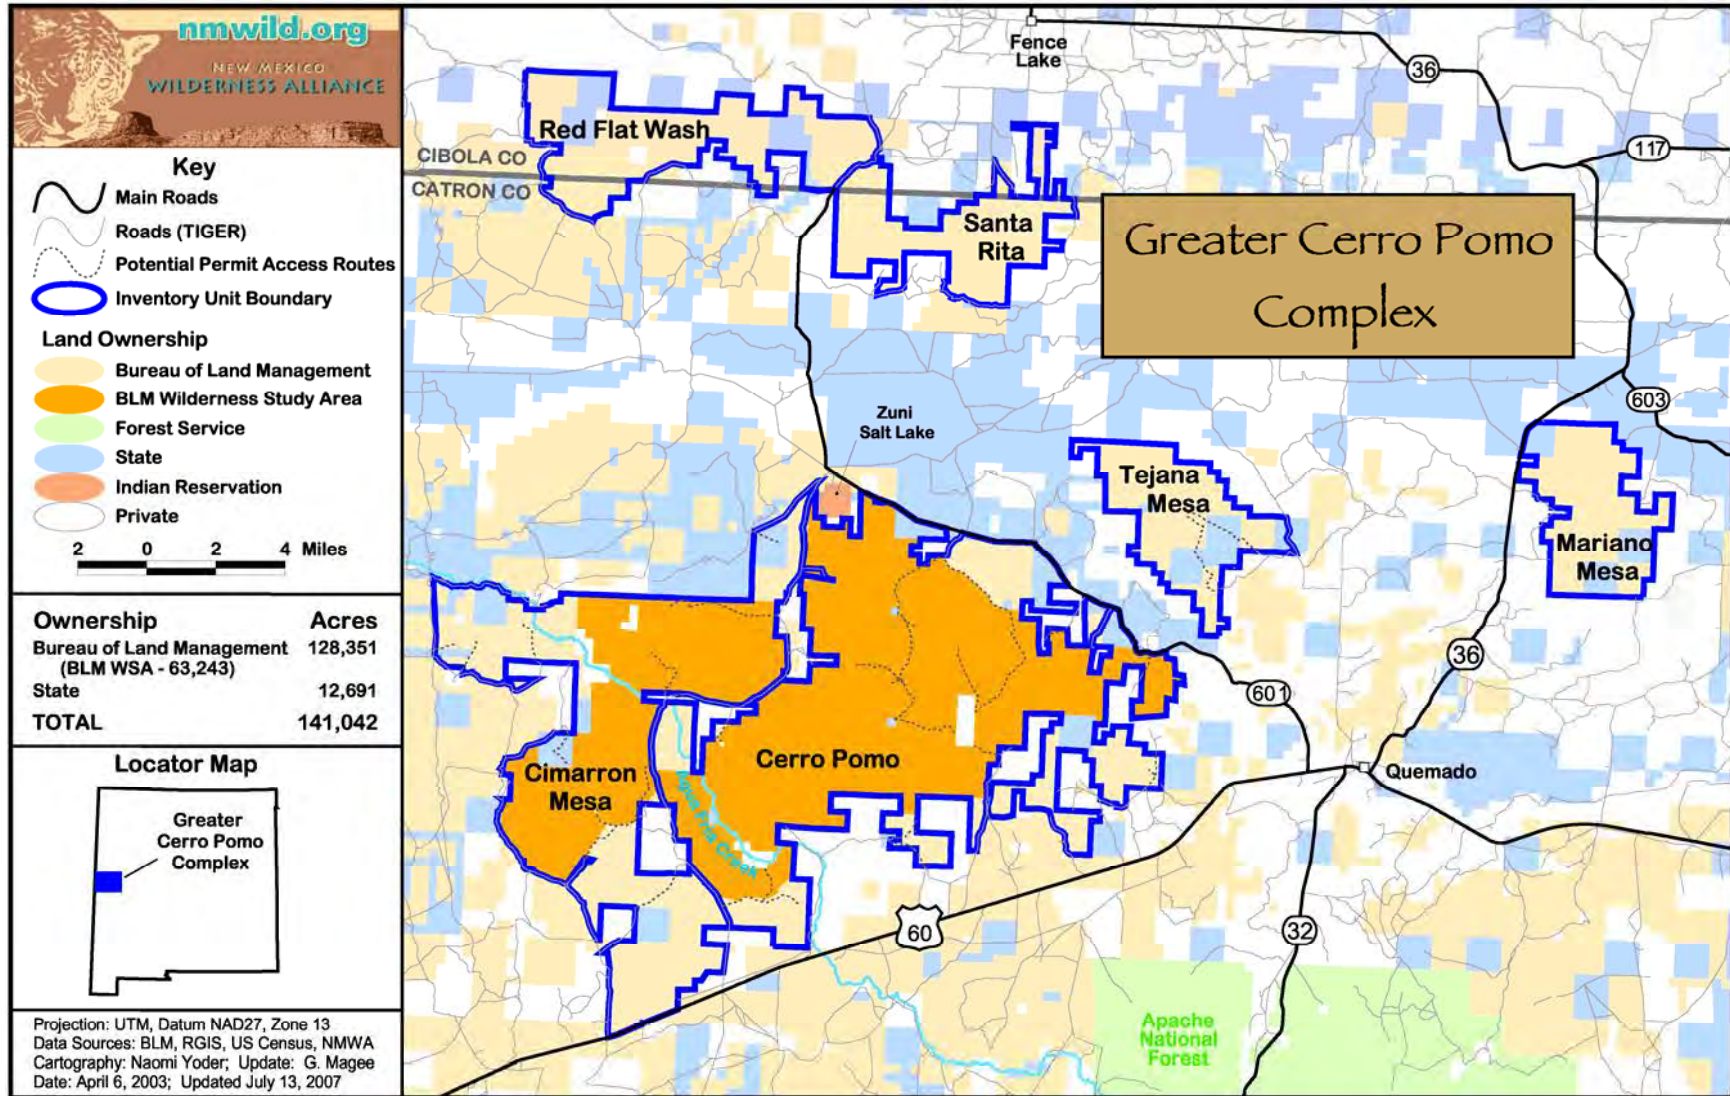 nmwild.org
NEW MEXICO
WILDERNESS ALLIANCE
Key
Main Roads
Roads (TIGER)
Potential Permit Access Routes
Inventory Unit Boundary
Land Ownership
Bureau of Land Management
BLM Wilderness Study Area
Forest Service
State
Indian Reservation
Private
2 0 2 4 Miles
Ownership Acres
Bureau of Land Management 128,351
(BLM WSA - 63,243)
State 12,691
TOTAL 141,042
Locator Map
Greater
Cerro Pomo
Complex
Projection: UTM, Datum NAD27, Zone 13
Data Sources: BLM, RGIS, US Census, NMWA
Cartography: Naomi Yoder; Update: G. Magee
Date: April 6, 2003; Updated July 13, 2007
Fence
Lake
36
117
Red Flat Wash
CIBOLA CO
CATRON CO
Santa
Rita
Greater Cerro Pomo
Complex
603
Zuni
Salt Lake
Tejana
Mesa
Mariano
Mesa
36
601
Cerro Pomo
Cimarron
Mesa
Quemado
Agua Fria Creek
60
32
Apache
National
Forest